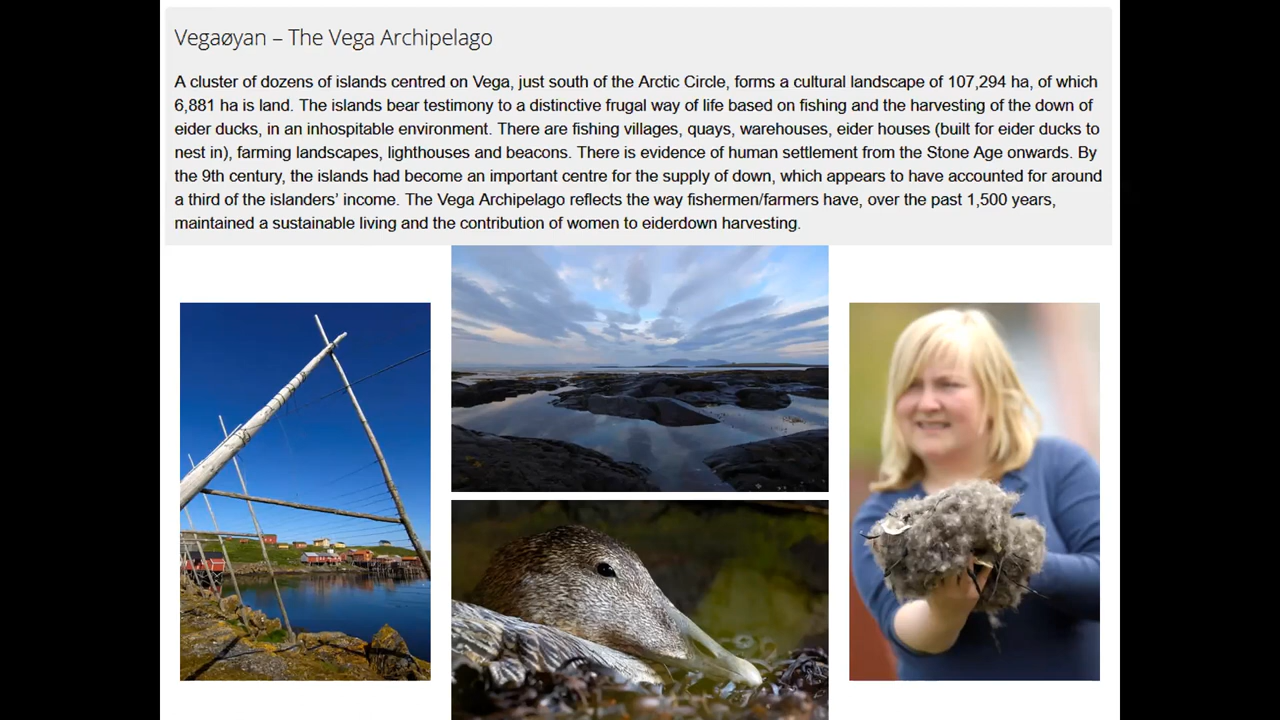 Vegaøyan – The Vega Archipelago
A cluster of dozens of islands centred on Vega, just south of the Arctic Circle, forms a cultural landscape of 107,294 ha, of which
6,881 ha is land. The islands bear testimony to a distinctive frugal way of life based on fishing and the harvesting of the down of
eider ducks, in an inhospitable environment. There are fishing villages, quays, warehouses, eider houses (built for eider ducks to
nest in), farming landscapes, lighthouses and beacons. There is evidence of human settlement from the Stone Age onwards. By
the 9th century, the islands had become an important centre for the supply of down, which appears to have accounted for around
a third of the islanders’ income. The Vega Archipelago reflects the way fishermen/farmers have, over the past 1,500 years,
maintained a sustainable living and the contribution of women to eiderdown harvesting.